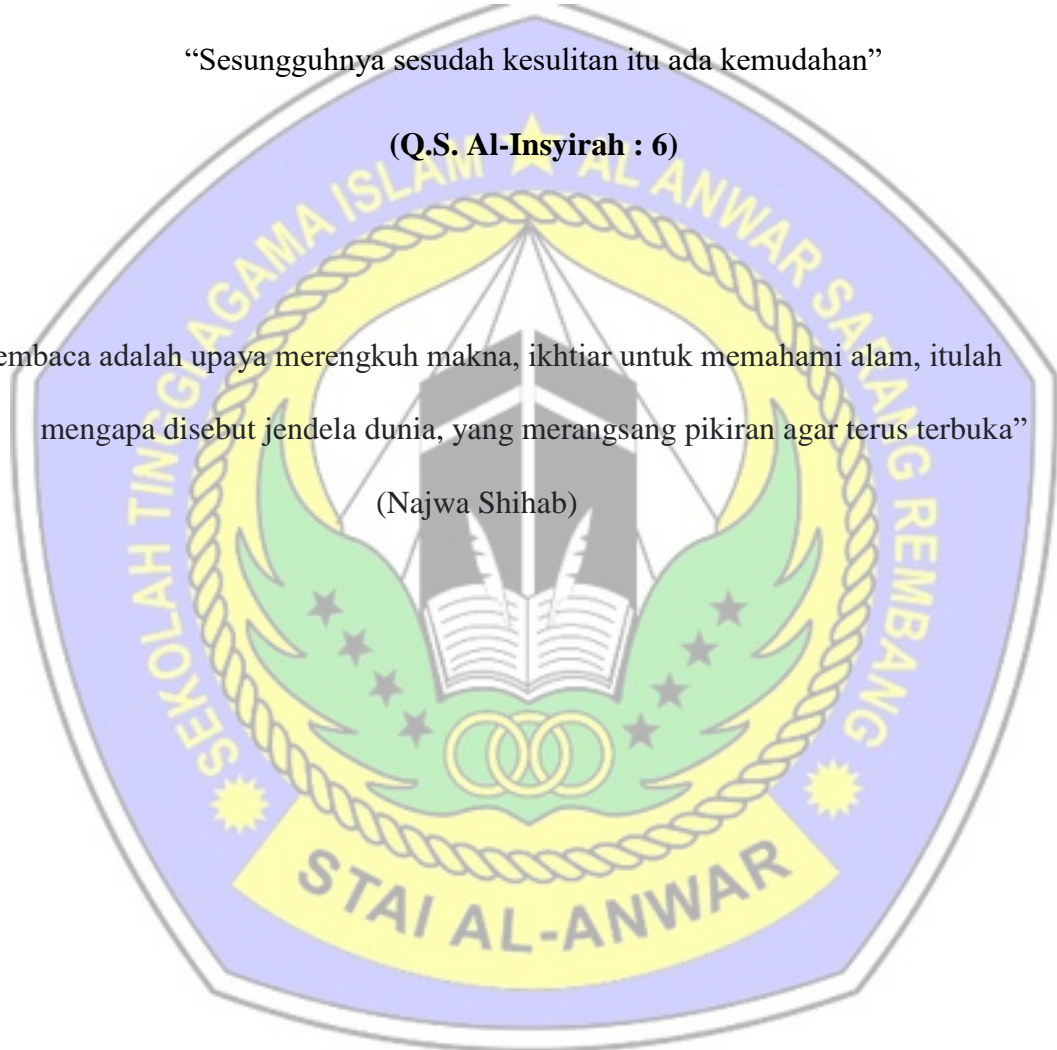 “Sesungguhnya sesudah kesulitan itu ada kemudahan”
(Q.S. Al-Insyirah : 6)
SEKOLAH TINGGI AGAMA ISLAM AL ANWAR SARANG REMBANG
embaca adalah upaya merengkuh makna, ikhtiar untuk memahami alam, itulah
mengapa disebut jendela dunia, yang merangsang pikiran agar terus terbuka”
(Najwa Shihab)
STAI AL-ANWAR